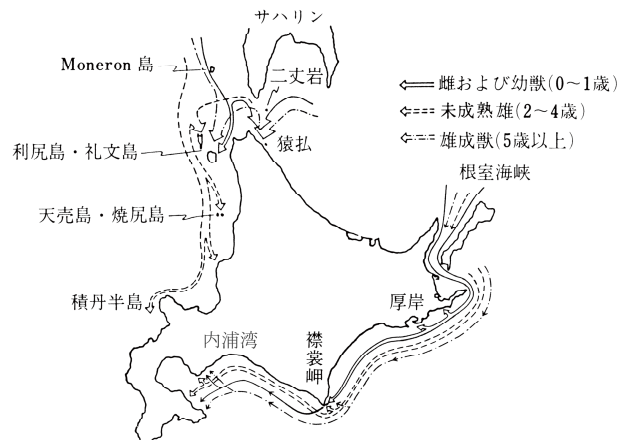 サハリン
Moneron 島
二丈岩
雌および幼獣(0~1歳)
未成熟雄(2~4歳)
雄成獣(5歳以上)
猿払
利尻島・礼文島
根室海峡
天売島・焼尻島
積丹半島
厚岸
内浦湾
襟裳岬